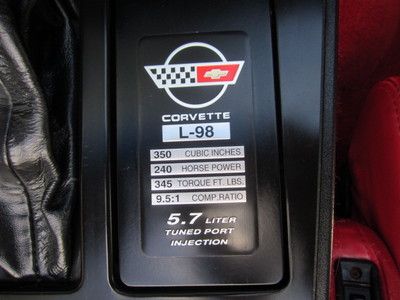 CORVETTE
L-98
350 CUBIC INCHES
240 HORSE POWER
345 TORQUE FT. LBS.
9.5:1 COMP.RATIO
5.7 LITER
TUNED PORT
INJECTION